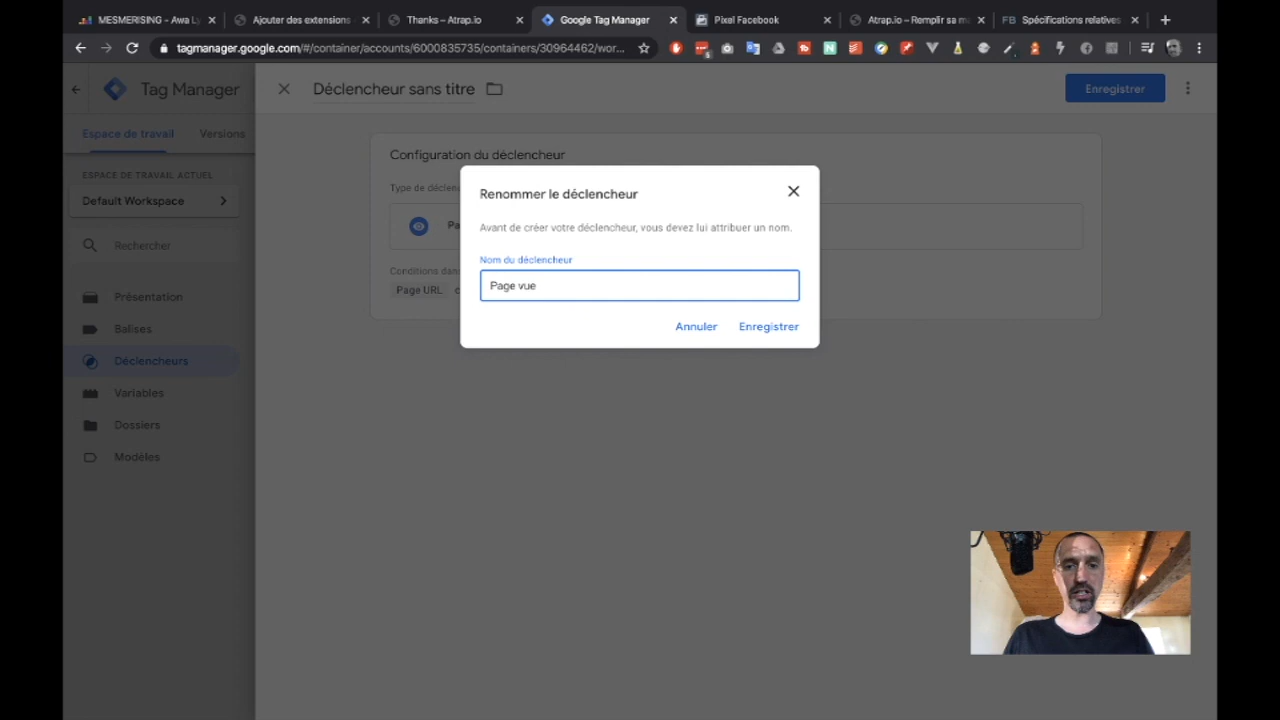 MESMERISING - Awa Ly
Ajouter des extensions
Thanks – Atrap.io
Google Tag Manager
Pixel Facebook
Atrap.io – Remplir sa m
FB Spécifications relatives
tagmanager.google.com/#/container/accounts/6000835735/containers/30964462/wor...
Tag Manager
Déclencheur sans titre
Enregistrer
Espace de travail
Versions
Configuration du déclencheur
ESPACE DE TRAVAIL ACTUEL
Default Workspace
Type de déclen
Renommer le déclencheur
Avant de créer votre déclencheur, vous devez lui attribuer un nom.
Pa
Rechercher
Nom du déclencheur
Conditions dans
Page vue
Page URL c
Présentation
Annuler
Enregistrer
Balises
Déclencheurs
Variables
Dossiers
Modèles